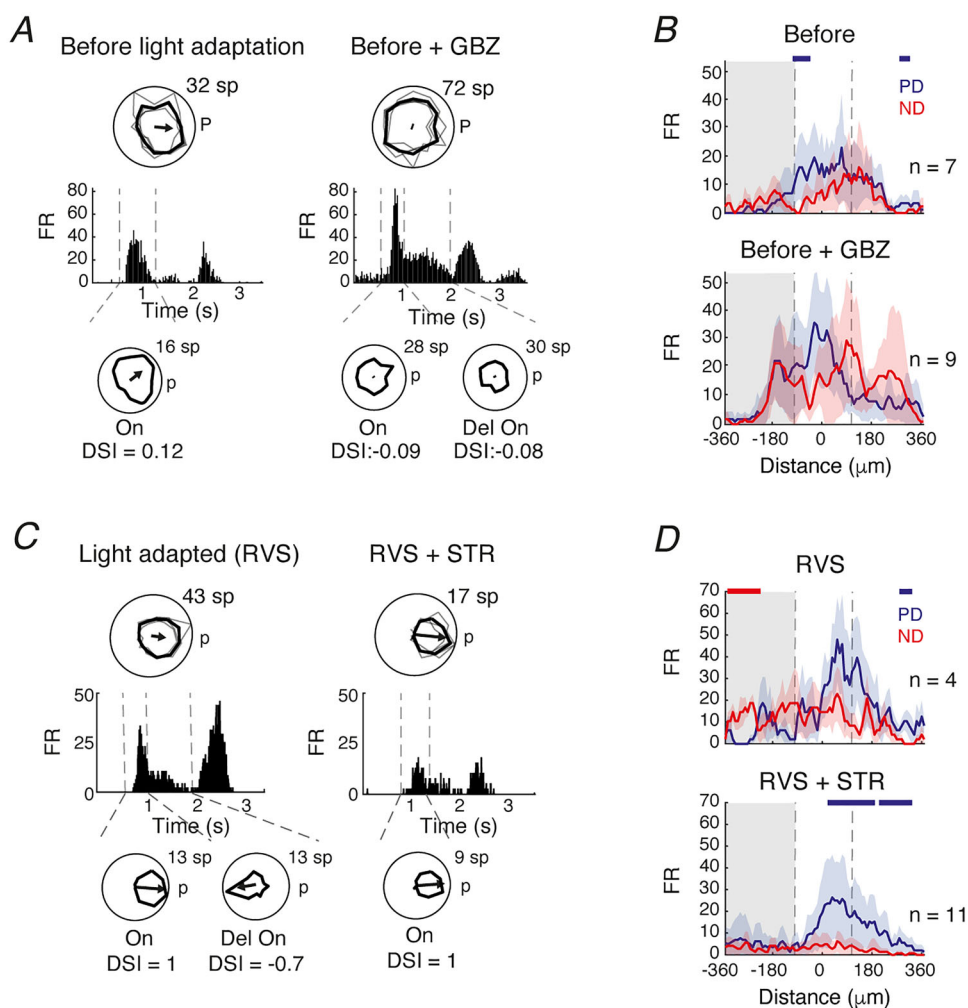 A
Before light adaptation
Before + GBZ
32 sp
P
72 sp
P
80
60
40
20
0
FR
1 2 3
Time (s)
80
60
40
20
0
FR
1 2 3
Time (s)
16 sp
p
On
DSI = 0.12
28 sp
p
On
DSI:-0.09
30 sp
p
Del On
DSI:-0.08
B
Before
50
40
30
20
10
0
FR
PD
ND
n = 7
Before + GBZ
50
40
30
20
10
0
FR
n = 9
-360 -180 0 180 360
Distance (μm)
C
Light adapted (RVS)
RVS + STR
43 sp
p
17 sp
p
50
25
0
FR
1 2 3
Time (s)
50
25
0
FR
1 2 3
Time (s)
13 sp
p
On
DSI = 1
13 sp
p
Del On
DSI = -0.7
9 sp
p
On
DSI = 1
D
RVS
70
60
50
40
30
20
10
0
FR
PD
ND
n = 4
RVS + STR
70
60
50
40
30
20
10
0
FR
n = 11
-360 -180 0 180 360
Distance (μm)